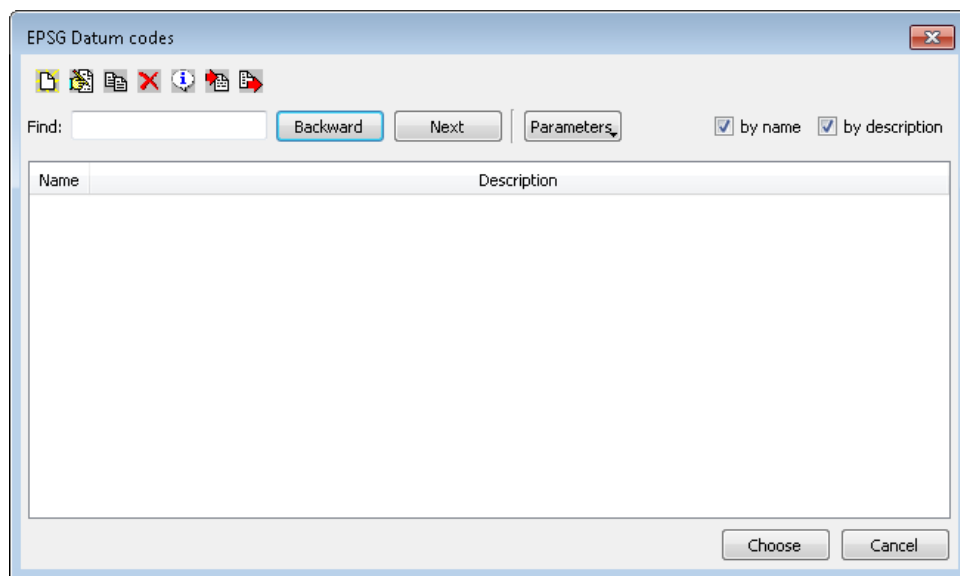 EPSG Datum codes
Find: Backward Next Parameters by name by description
Name Description
Choose Cancel